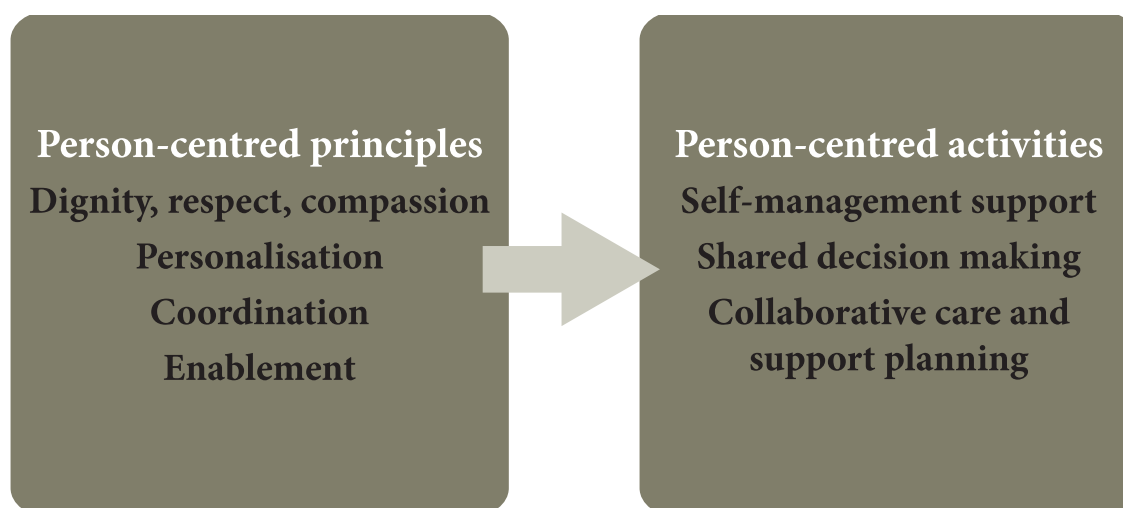 Person-centred principles
Dignity, respect, compassion
Personalisation
Coordination
Enablement
Person-centred activities
Self-management support
Shared decision making
Collaborative care and
support planning